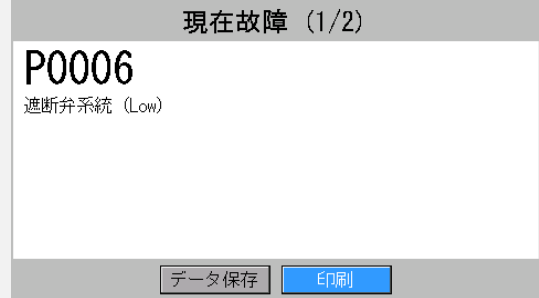 現在故障 (1/2)
P0006
遮断弁系統 (Low)
データ保存 印刷